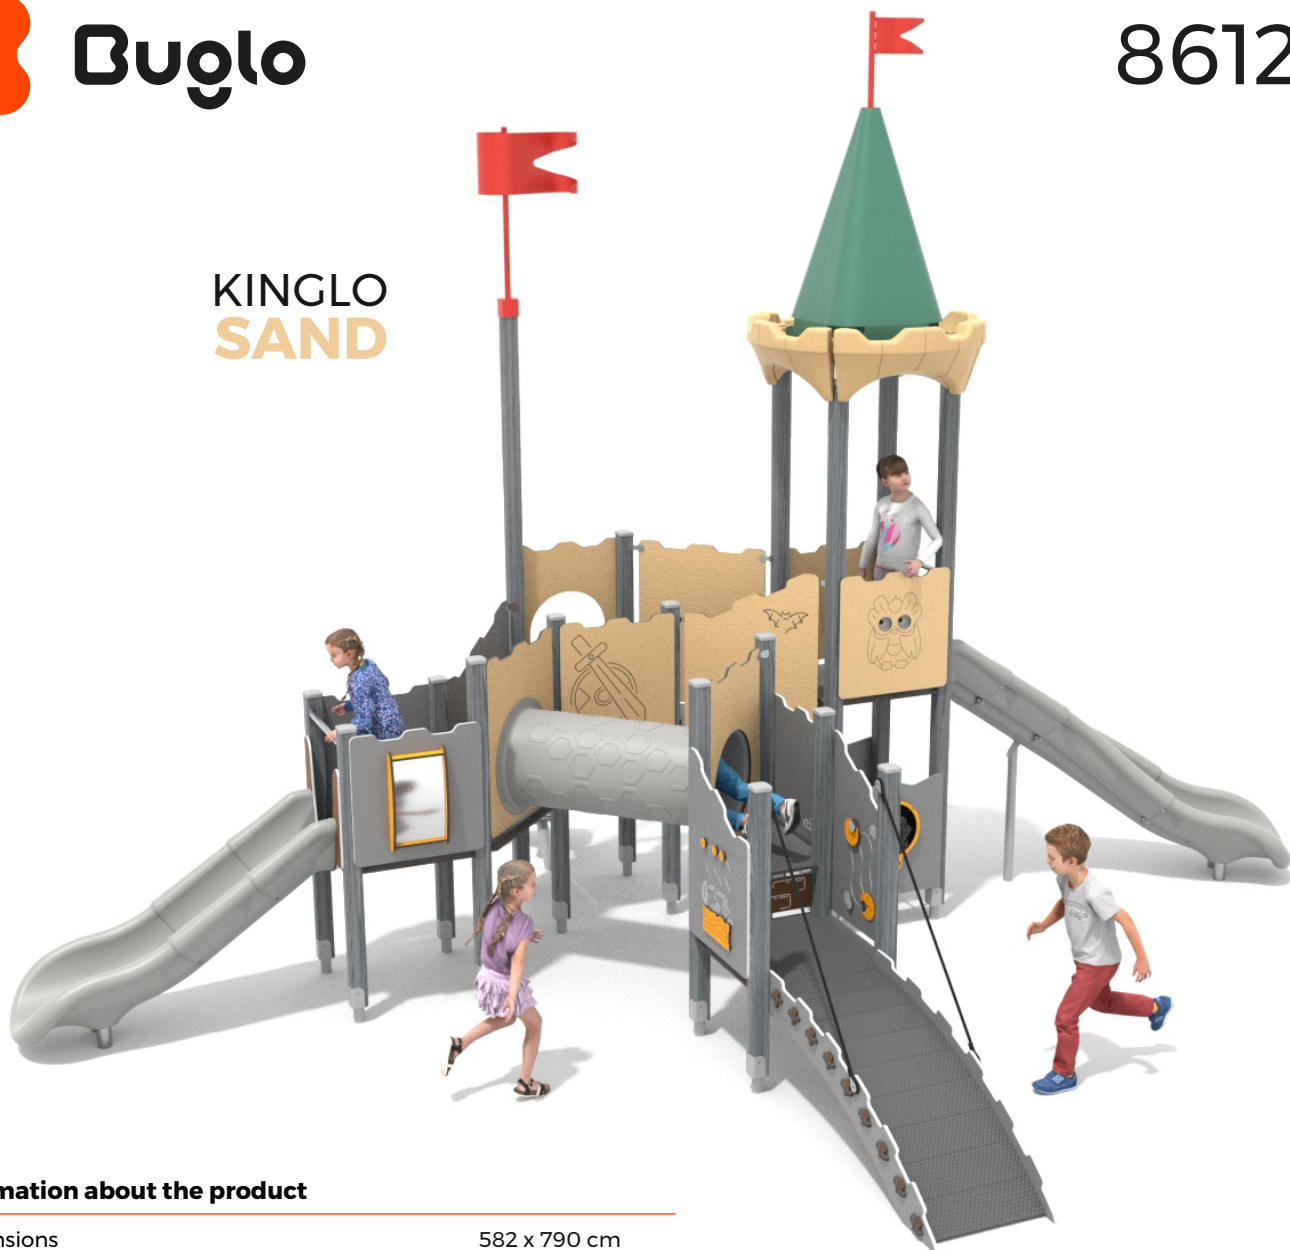 Buglo
8612
KINGLO
SAND
mation about the product
nsions 582 x 790 cm